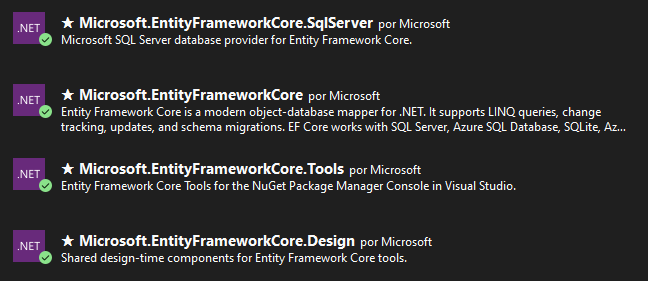 .NET
★ Microsoft.EntityFrameworkCore.SqlServer por Microsoft
Microsoft SQL Server database provider for Entity Framework Core.
.NET
★ Microsoft.EntityFrameworkCore por Microsoft
Entity Framework Core is a modern object-database mapper for .NET. It supports LINQ queries, change
tracking, updates, and schema migrations. EF Core works with SQL Server, Azure SQL Database, SQLite, Az...
.NET
★ Microsoft.EntityFrameworkCore.Tools por Microsoft
Entity Framework Core Tools for the NuGet Package Manager Console in Visual Studio.
.NET
★ Microsoft.EntityFrameworkCore.Design por Microsoft
Shared design-time components for Entity Framework Core tools.